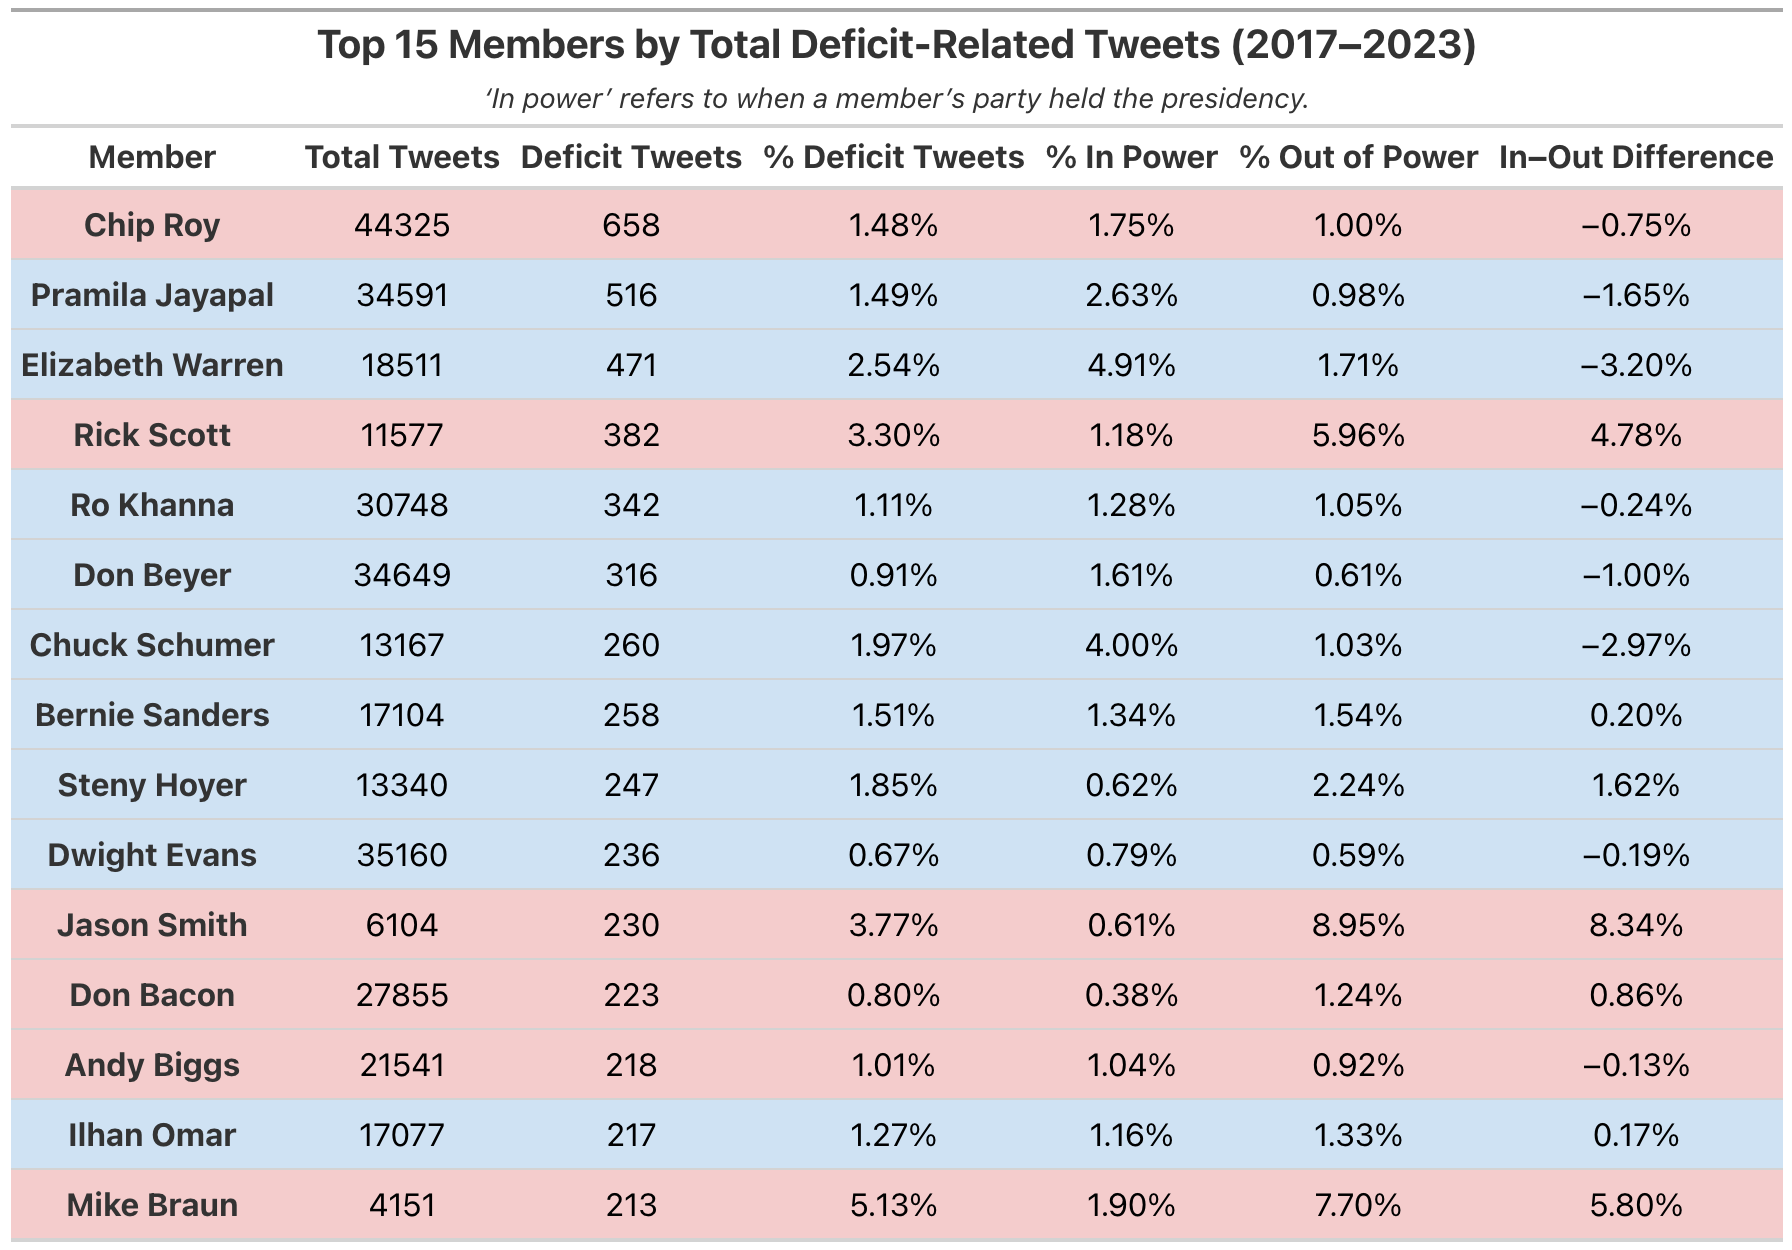 Top 15 Members by Total Deficit-Related Tweets (2017–2023)
‘In power’ refers to when a member’s party held the presidency.
Member Total Tweets Deficit Tweets % Deficit Tweets % In Power % Out of Power In–Out Difference
Chip Roy 44325 658 1.48% 1.75% 1.00% −0.75%
Pramila Jayapal 34591 516 1.49% 2.63% 0.98% −1.65%
Elizabeth Warren 18511 471 2.54% 4.91% 1.71% −3.20%
Rick Scott 11577 382 3.30% 1.18% 5.96% 4.78%
Ro Khanna 30748 342 1.11% 1.28% 1.05% −0.24%
Don Beyer 34649 316 0.91% 1.61% 0.61% −1.00%
Chuck Schumer 13167 260 1.97% 4.00% 1.03% −2.97%
Bernie Sanders 17104 258 1.51% 1.34% 1.54% 0.20%
Steny Hoyer 13340 247 1.85% 0.62% 2.24% 1.62%
Dwight Evans 35160 236 0.67% 0.79% 0.59% −0.19%
Jason Smith 6104 230 3.77% 0.61% 8.95% 8.34%
Don Bacon 27855 223 0.80% 0.38% 1.24% 0.86%
Andy Biggs 21541 218 1.01% 1.04% 0.92% −0.13%
Ilhan Omar 17077 217 1.27% 1.16% 1.33% 0.17%
Mike Braun 4151 213 5.13% 1.90% 7.70% 5.80%